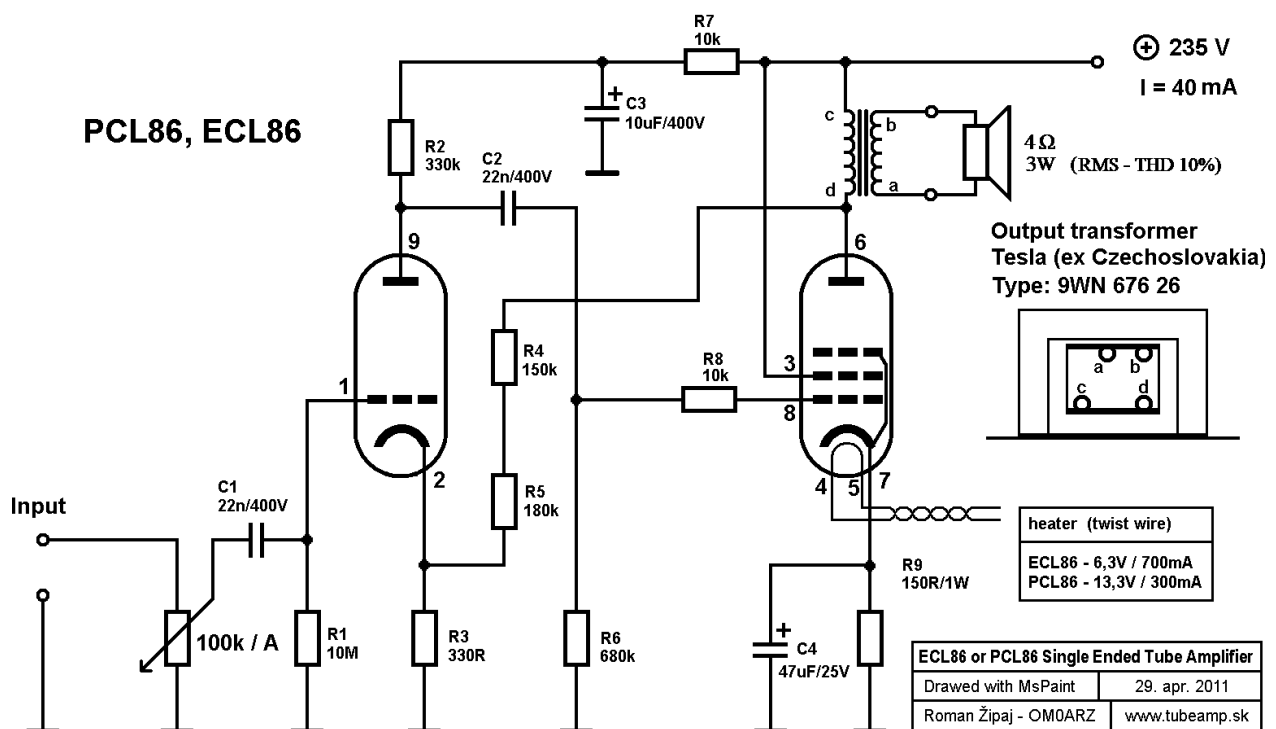 R7
10k
⊕ 235 V
I = 40 mA
PCL86, ECL86
+
C3
10uF/400V
c
b
R2
330k
C2
22n/400V
4 Ω
3W (RMS - THD 10%)
d
a
9
6
Output transformer
Tesla (ex Czechoslovakia)
Type: 9WN 676 26
R4
150k
R8
10k
3
a
b
1
8
c
d
2
4
5
7
C1
22n/400V
R5
180k
Input
heater (twist wire)
ECL86 - 6,3V / 700mA
PCL86 - 13,3V / 300mA
R9
150R/1W
100k / A
R1
10M
R3
330R
R6
680k
+
C4
47uF/25V
ECL86 or PCL86 Single Ended Tube Amplifier
Drawed with MsPaint
29. apr. 2011
Roman Žipaj - OM0ARZ
www.tubeamp.sk